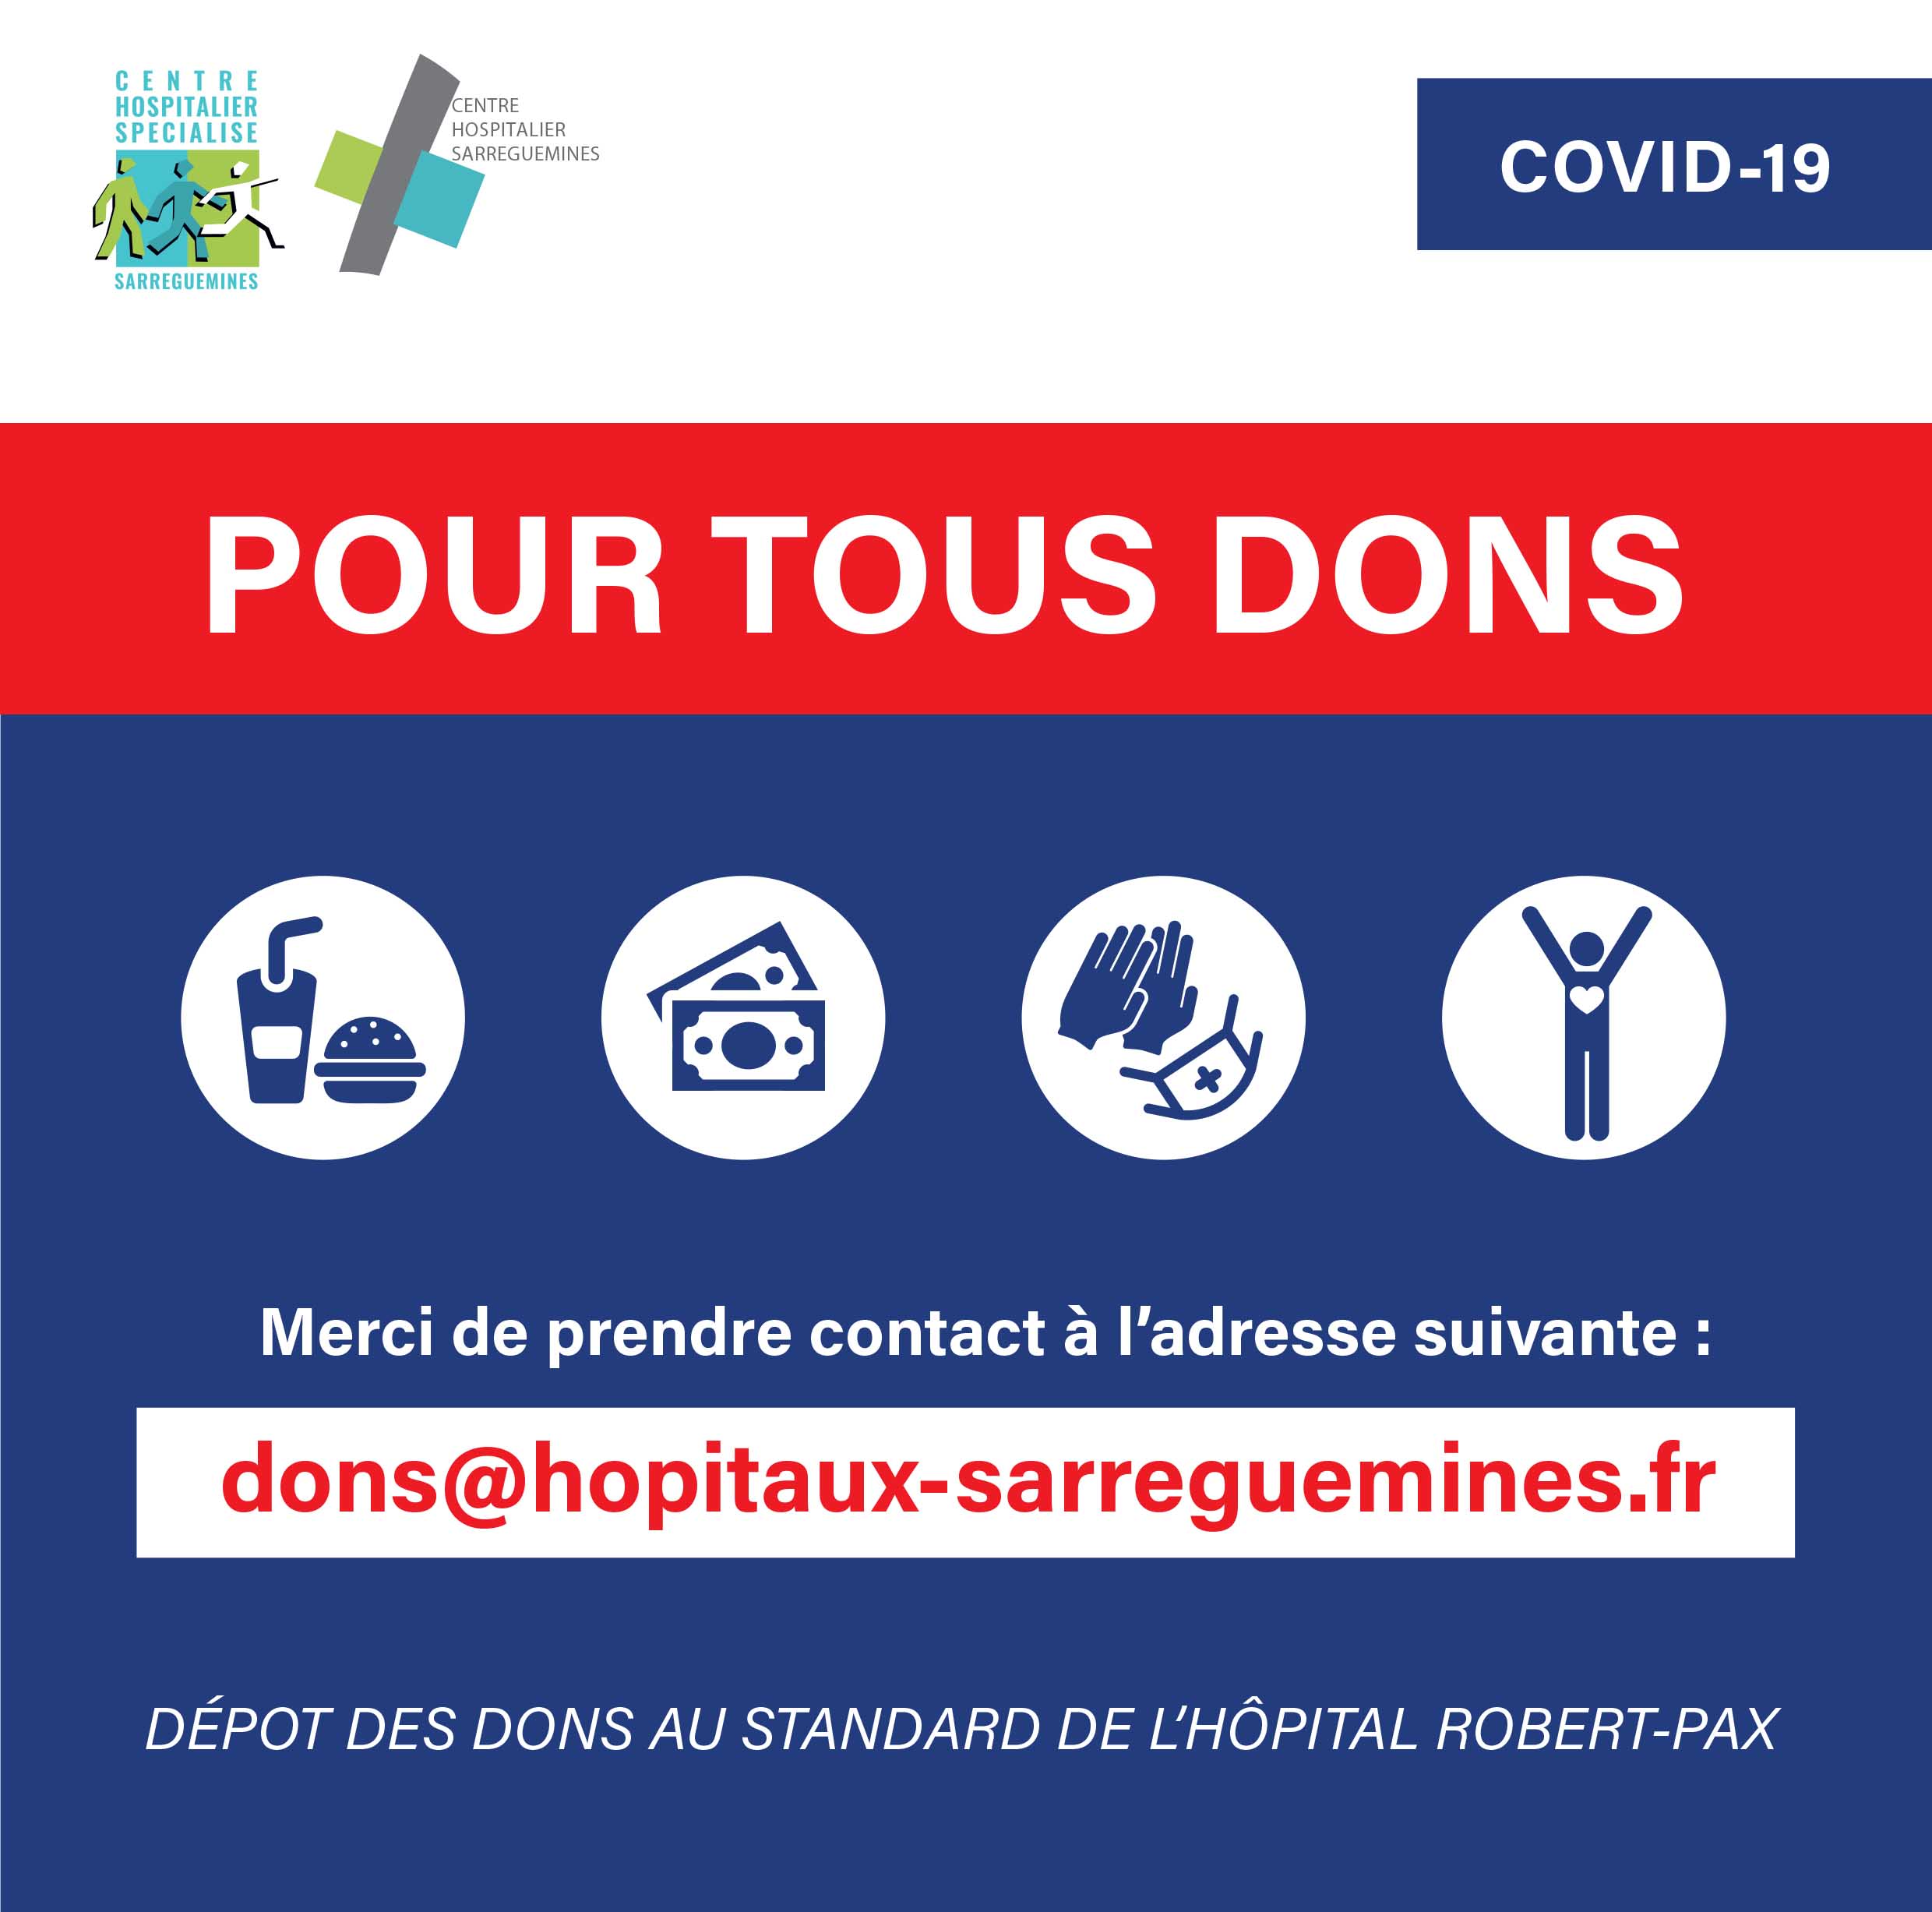 CENTRE
HOSPITALIER
SPECIALISE
SARREGUEMINES
CENTRE
HOSPITALIER
SARREGUEMINES
COVID-19
POUR TOUS DONS
Merci de prendre contact à l’adresse suivante :
dons@hopitaux-sarreguemines.fr
DÉPOT DES DONS AU STANDARD DE L’HÔPITAL ROBERT-PAX